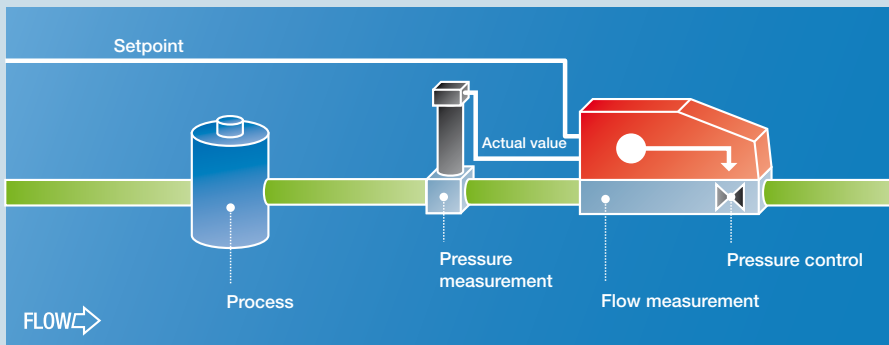 Setpoint
Actual value
Pressure
measurement
Pressure control
Process
Flow measurement
FLOW